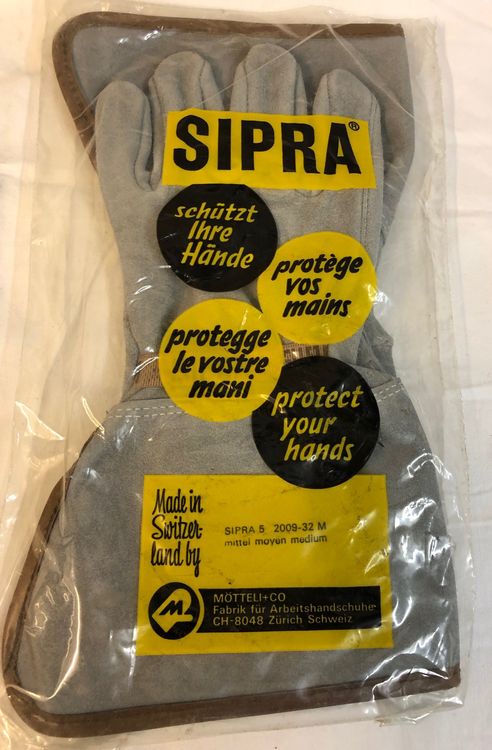 SIPRA®
schützt
Ihre
Hände
protège
vos
mains
protegge
le vostre
mani
protect
your
hands
Made in
Switzer-
land by
SIPRA 5 2009-32 M
mittel moyen medium
MÖTTELI+CO
Fabrik für Arbeitshandschuhe
CH-8048 Zürich Schweiz